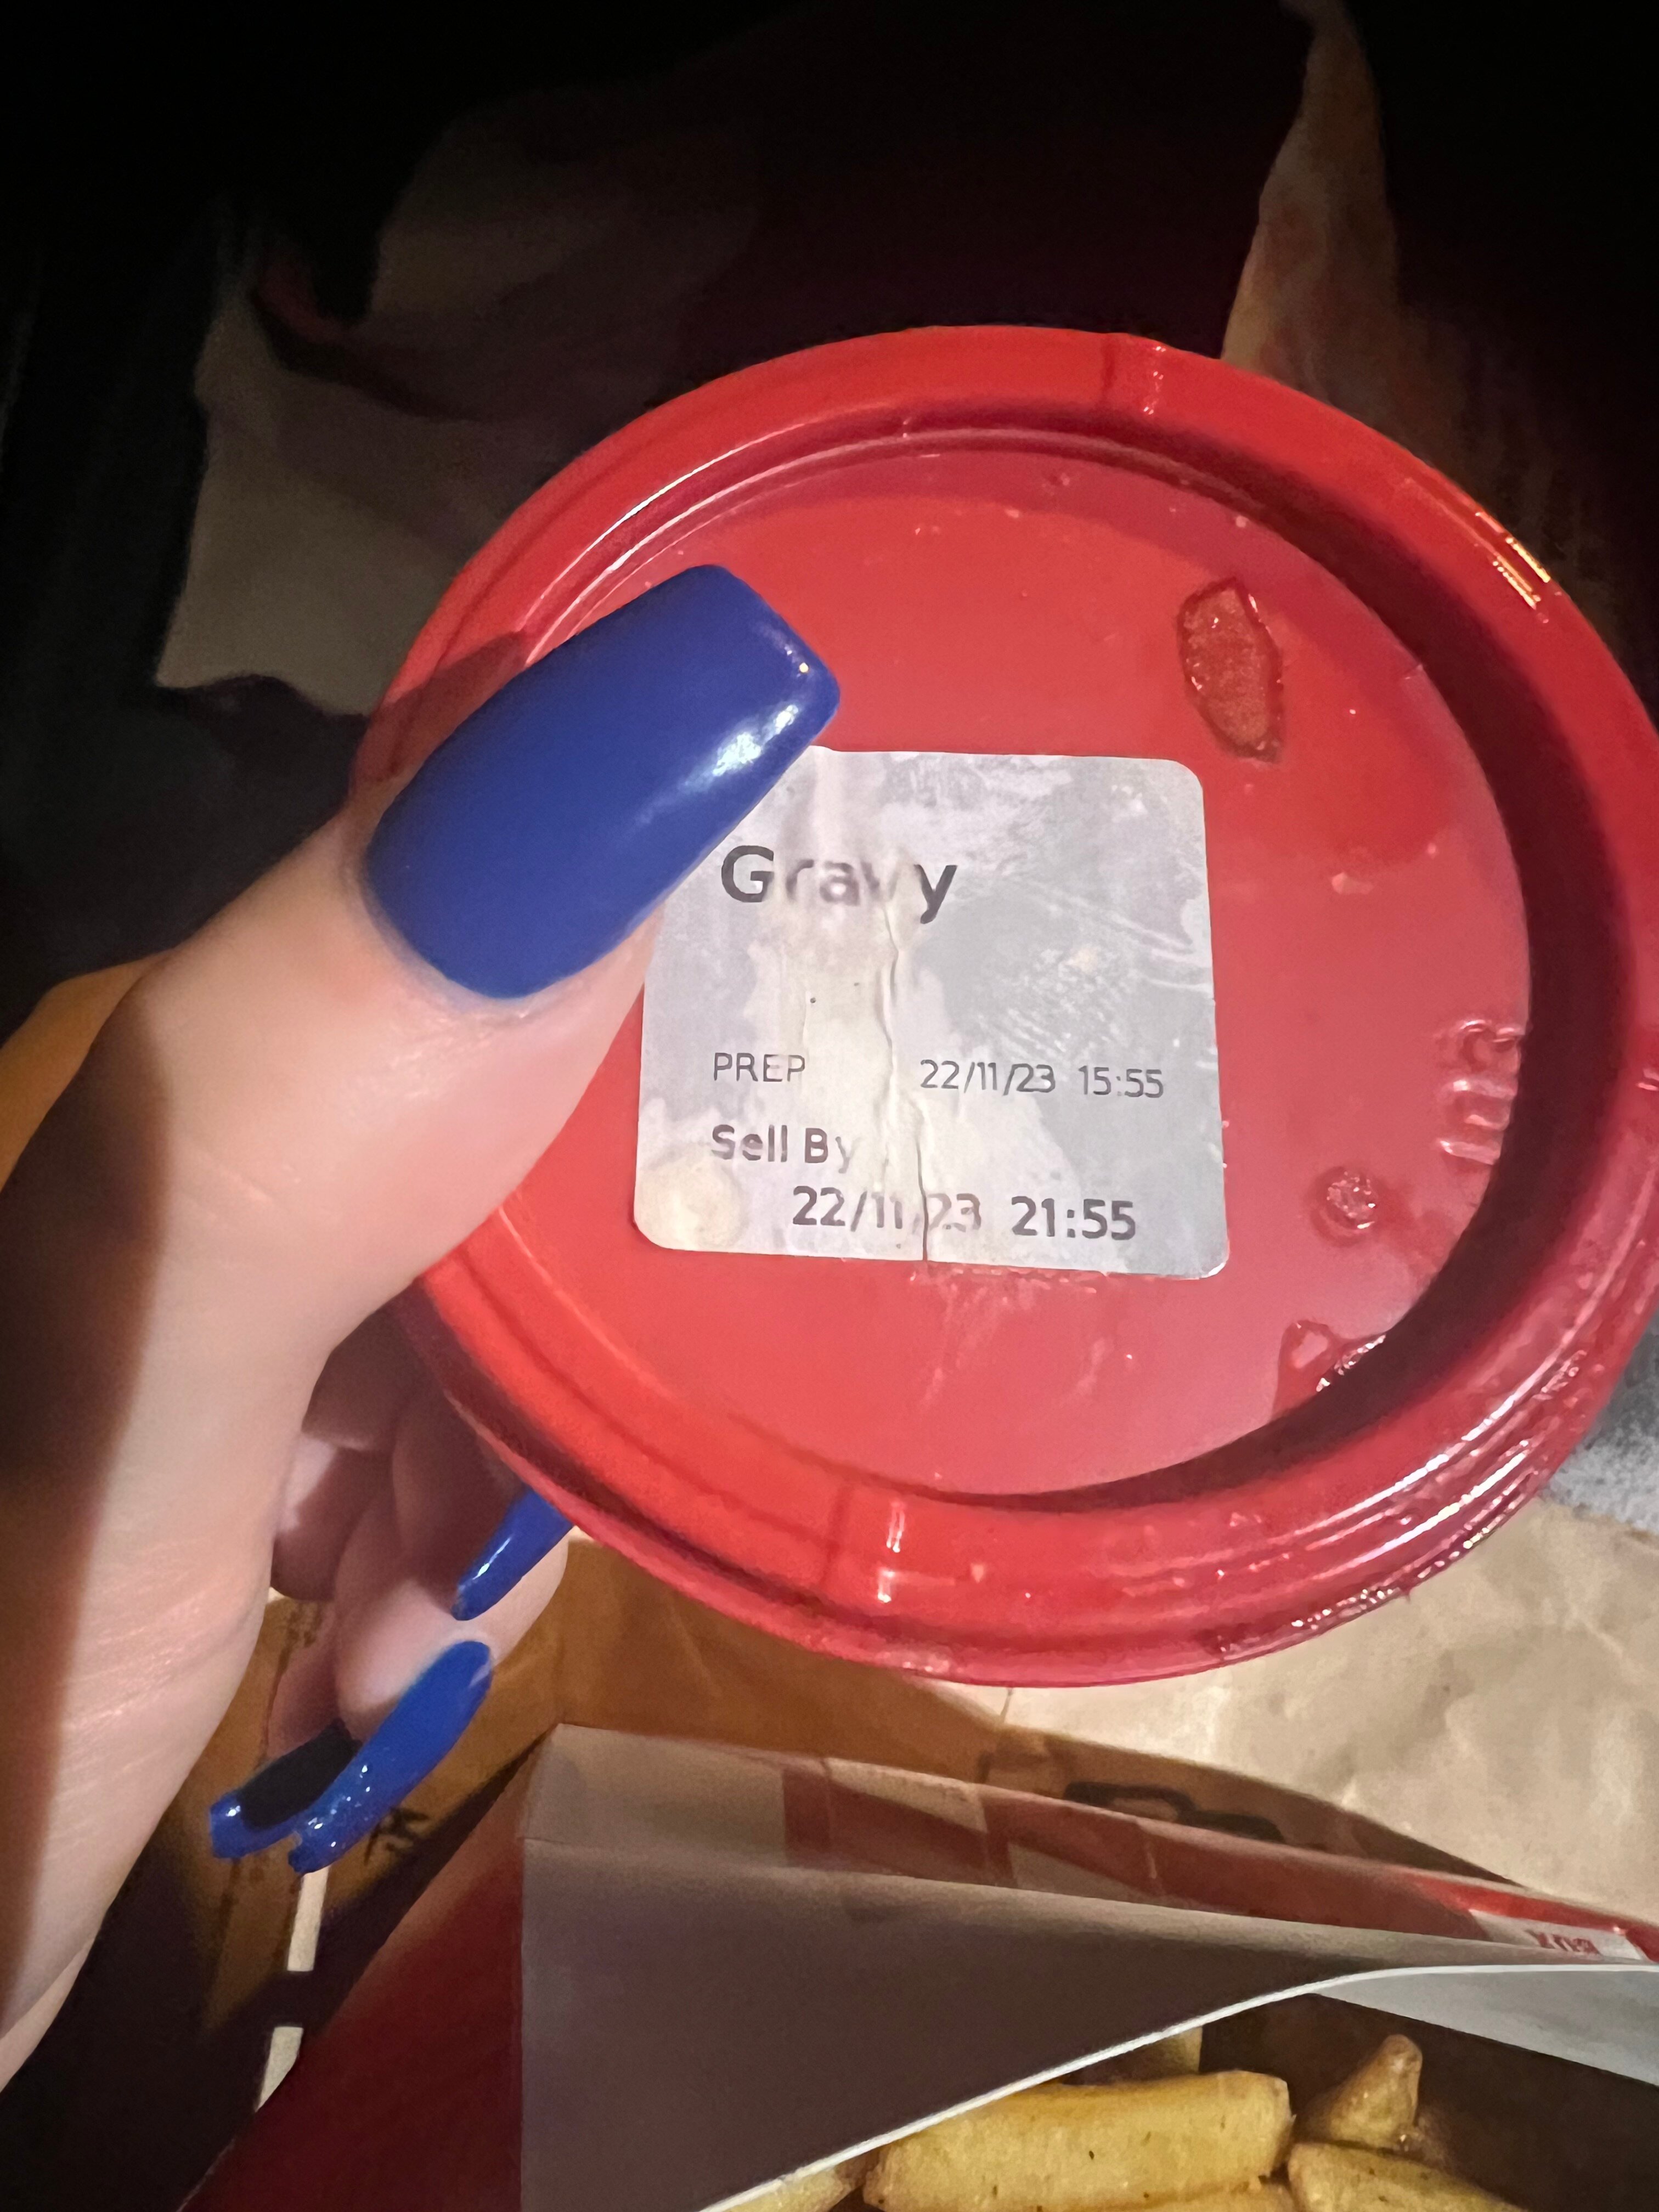 Gravy
PREP 22/11/23 15:55
Sell By
22/11/23 21:55